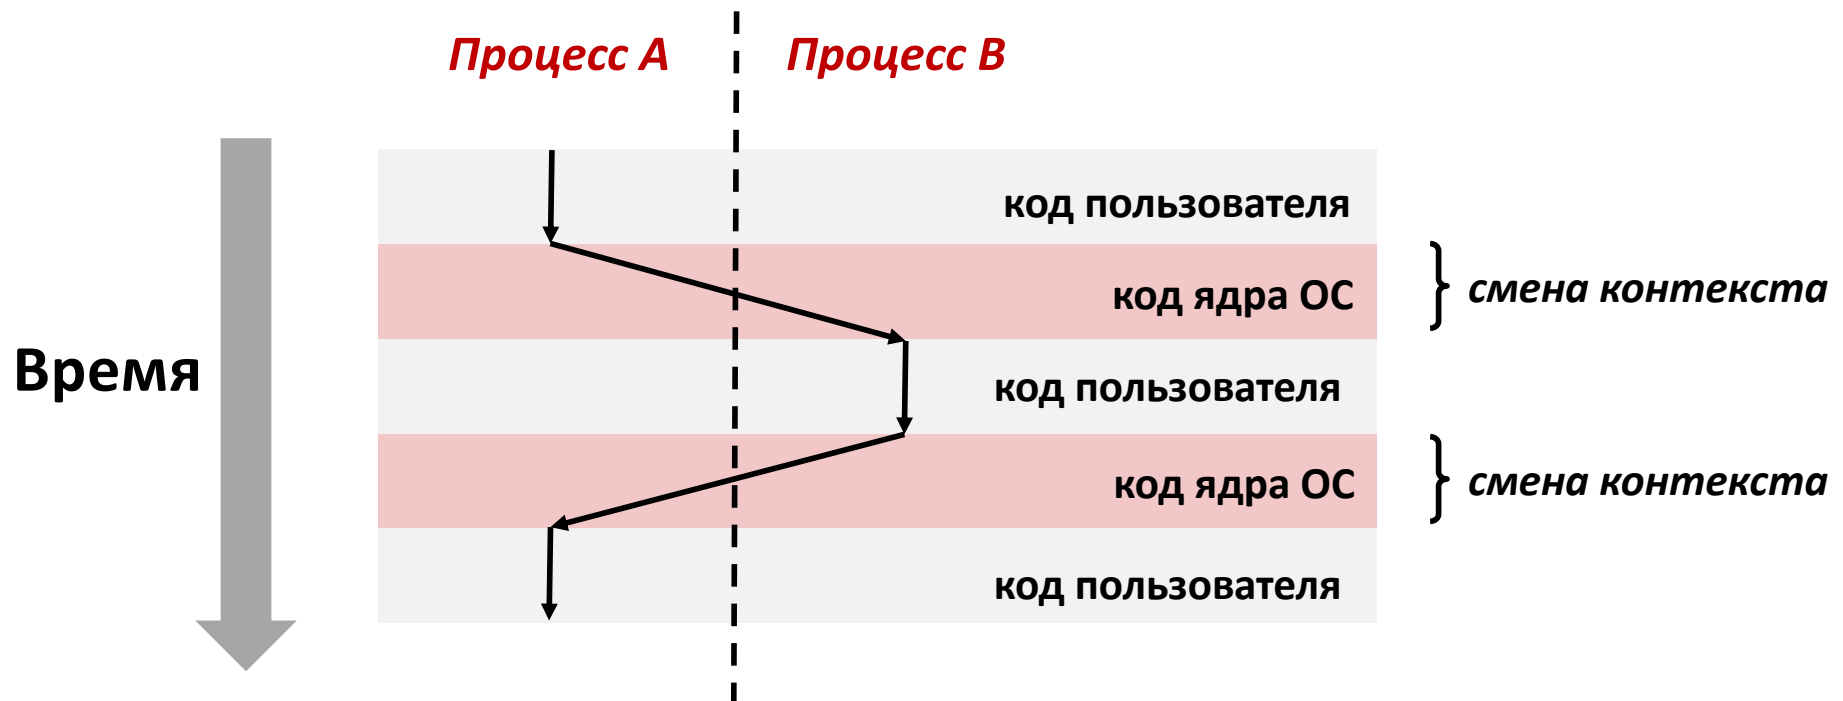 Процесс A
Процесс B
код пользователя
код ядра ОС
смена контекста
Время
код пользователя
код ядра ОС
смена контекста
код пользователя